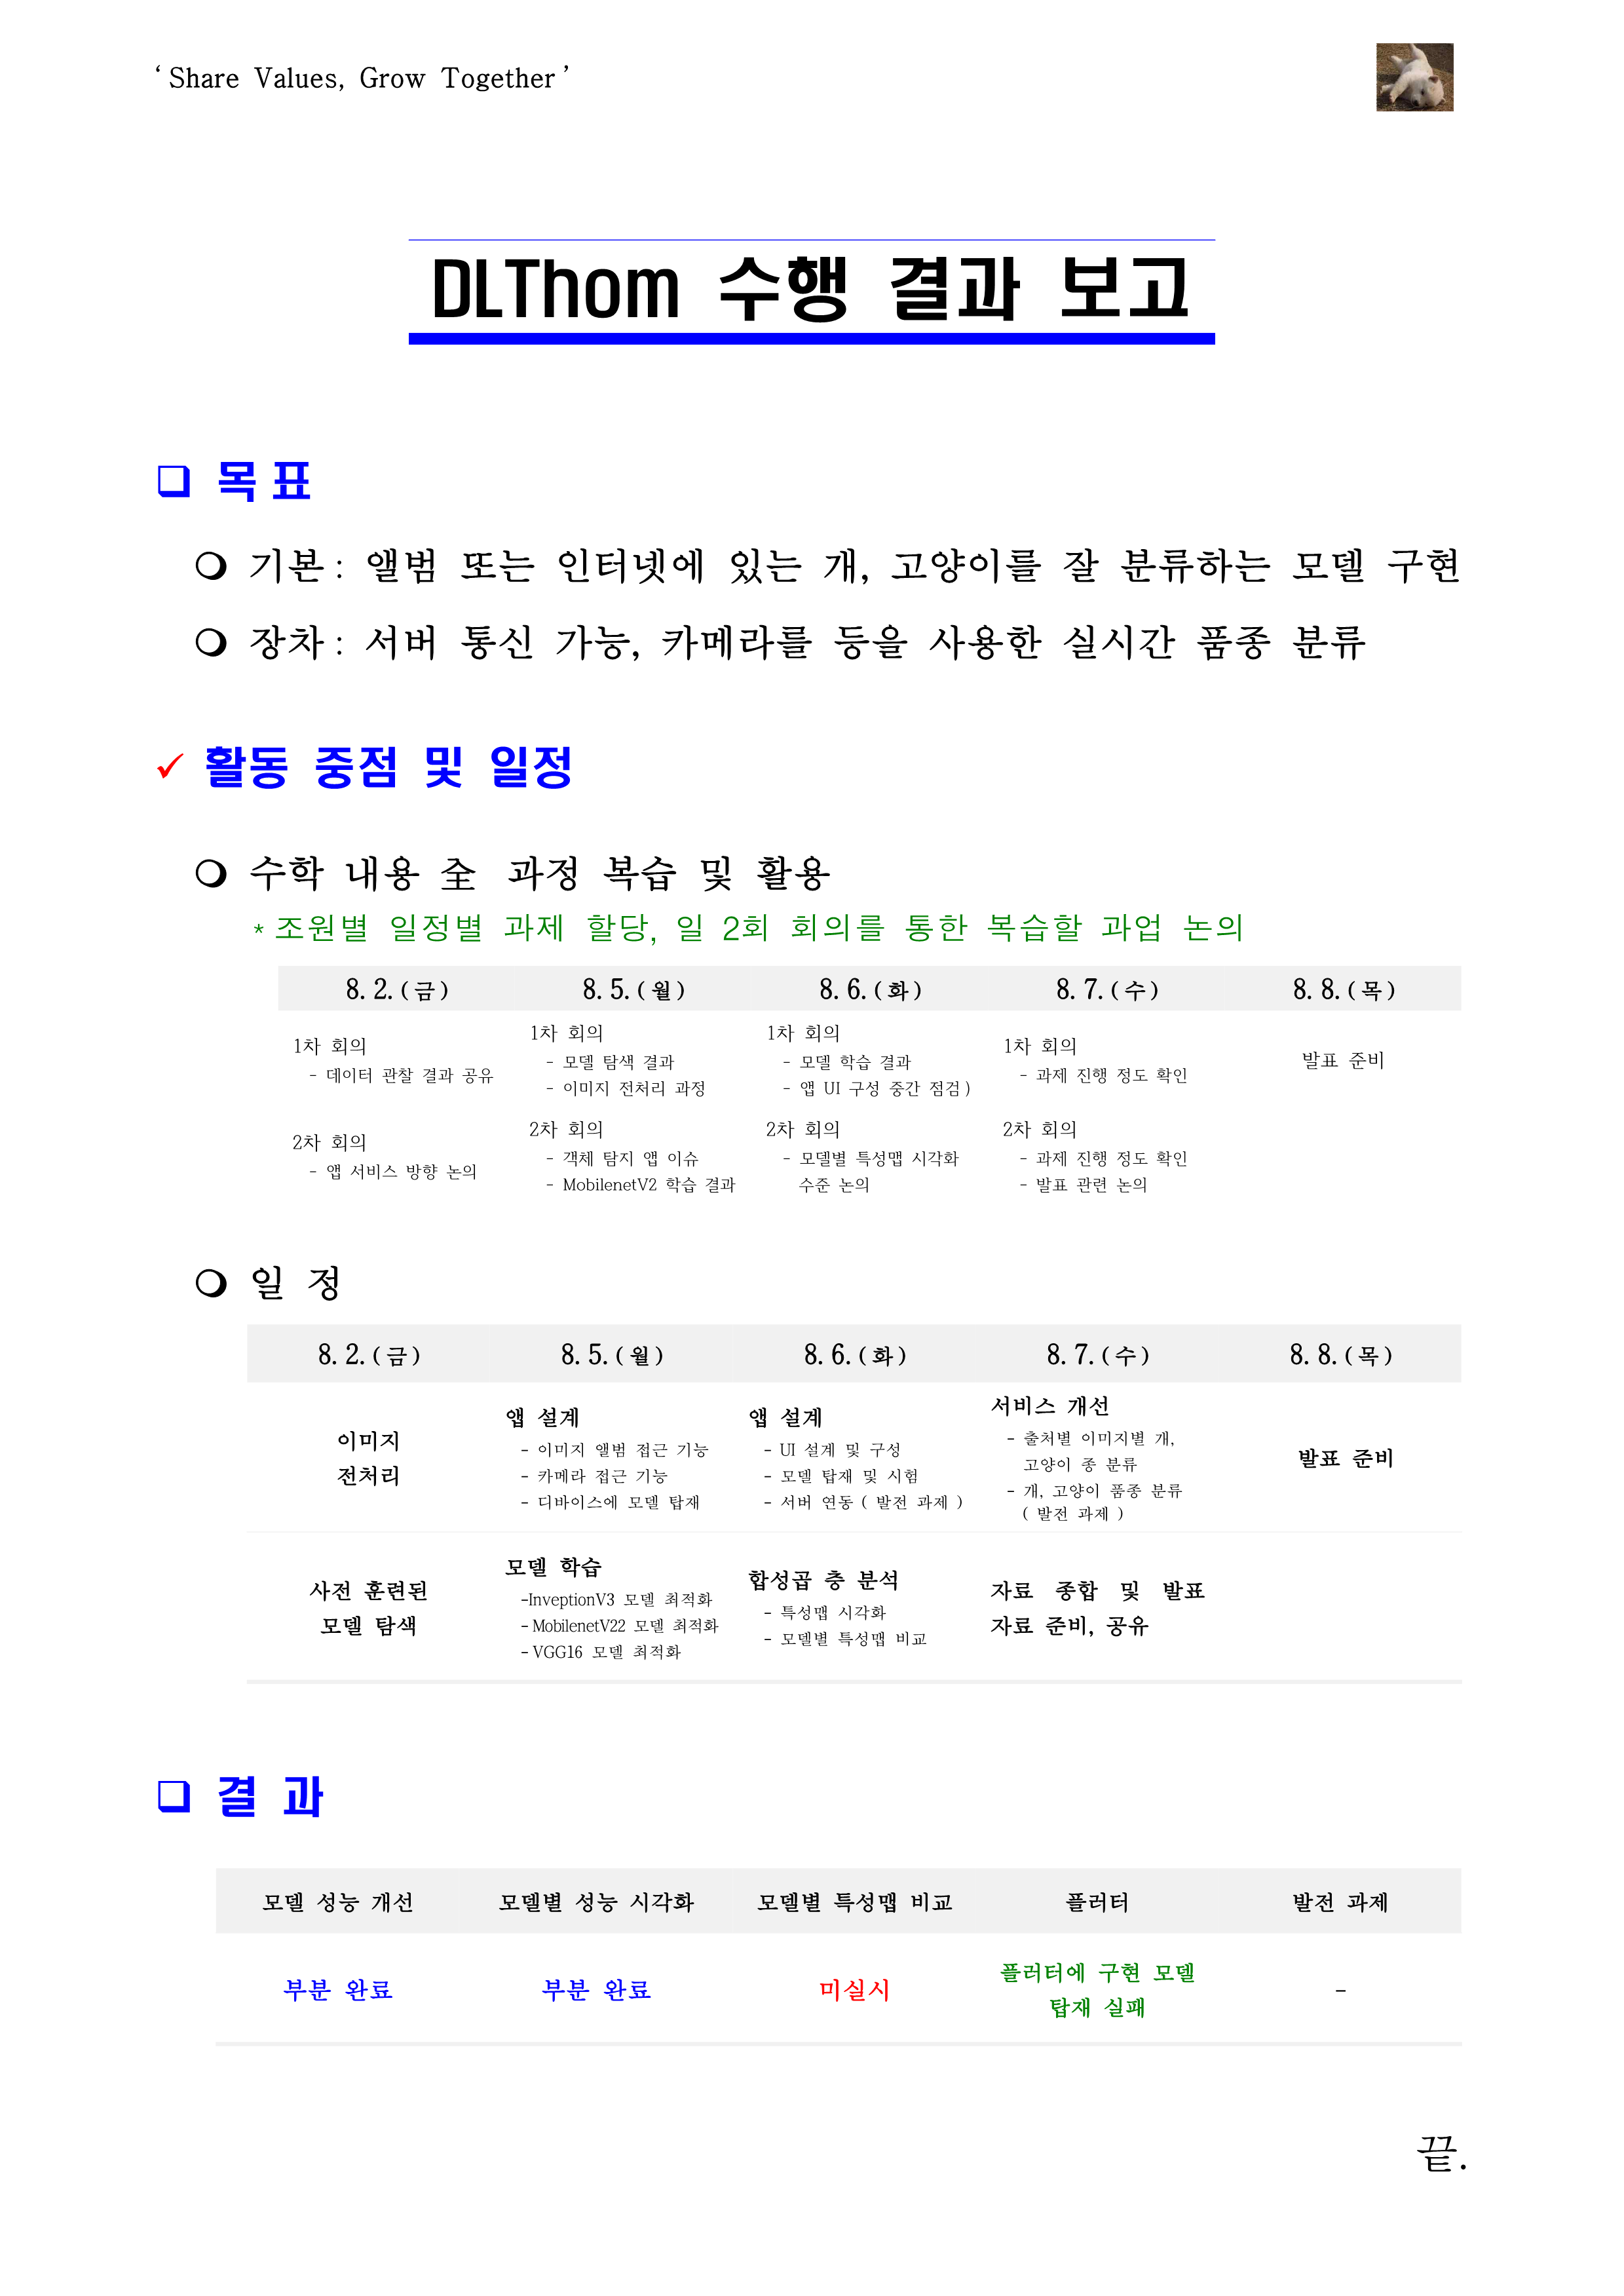 ‘Share Values, Grow Together’
DLThom 수행 결과 보고
❏ 목표
❍ 기본: 앨범 또는 인터넷에 있는 개, 고양이를 잘 분류하는 모델 구현
❍ 장차: 서버 통신 가능, 카메라를 등을 사용한 실시간 품종 분류
✓ 활동 중점 및 일정
❍ 수학 내용 全 과정 복습 및 활용
* 조원별 일정별 과제 할당, 일 2회 회의를 통한 복습할 과업 논의
8. 2.(금) 8. 5.(월) 8. 6.(화) 8. 7.(수) 8. 8.(목)
1차 회의
- 데이터 관찰 결과 공유
2차 회의
- 앱 서비스 방향 논의
1차 회의
- 모델 탐색 결과
- 이미지 전처리 과정
2차 회의
- 객체 탐지 앱 이슈
- MobilenetV2 학습 결과
1차 회의
- 모델 학습 결과
- 앱 UI 구성 중간 점검)
2차 회의
- 모델별 특성맵 시각화
수준 논의
1차 회의
- 과제 진행 정도 확인
2차 회의
- 과제 진행 정도 확인
- 발표 관련 논의
발표 준비
❍ 일 정
8. 2.(금) 8. 5.(월) 8. 6.(화) 8. 7.(수) 8. 8.(목)
이미지
전처리
앱 설계
- 이미지 앨범 접근 기능
- 카메라 접근 기능
- 디바이스에 모델 탑재
앱 설계
- UI 설계 및 구성
- 모델 탑재 및 시험
- 서버 연동 ( 발전 과제 )
서비스 개선
- 출처별 이미지별 개,
고양이 종 분류
- 개, 고양이 품종 분류
( 발전 과제 )
발표 준비
사전 훈련된
모델 탐색
모델 학습
-InveptionV3 모델 최적화
- MobilenetV22 모델 최적화
- VGG16 모델 최적화
합성곱 층 분석
- 특성맵 시각화
- 모델별 특성맵 비교
자료 종합 및 발표
자료 준비, 공유
❏ 결 과
모델 성능 개선 모델별 성능 시각화 모델별 특성맵 비교 플러터 발전 과제
부분 완료 부분 완료 미실시
플러터에 구현 모델
탑재 실패
-
끝.